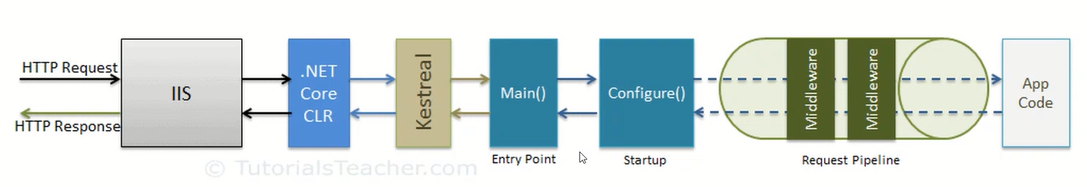 HTTP Request
HTTP Response
IIS
.NET
Core
CLR
Kestreal
Main()
Entry Point
Configure()
Startup
Middleware
Middleware
Request Pipeline
App
Code
© TutorialsTeacher.com